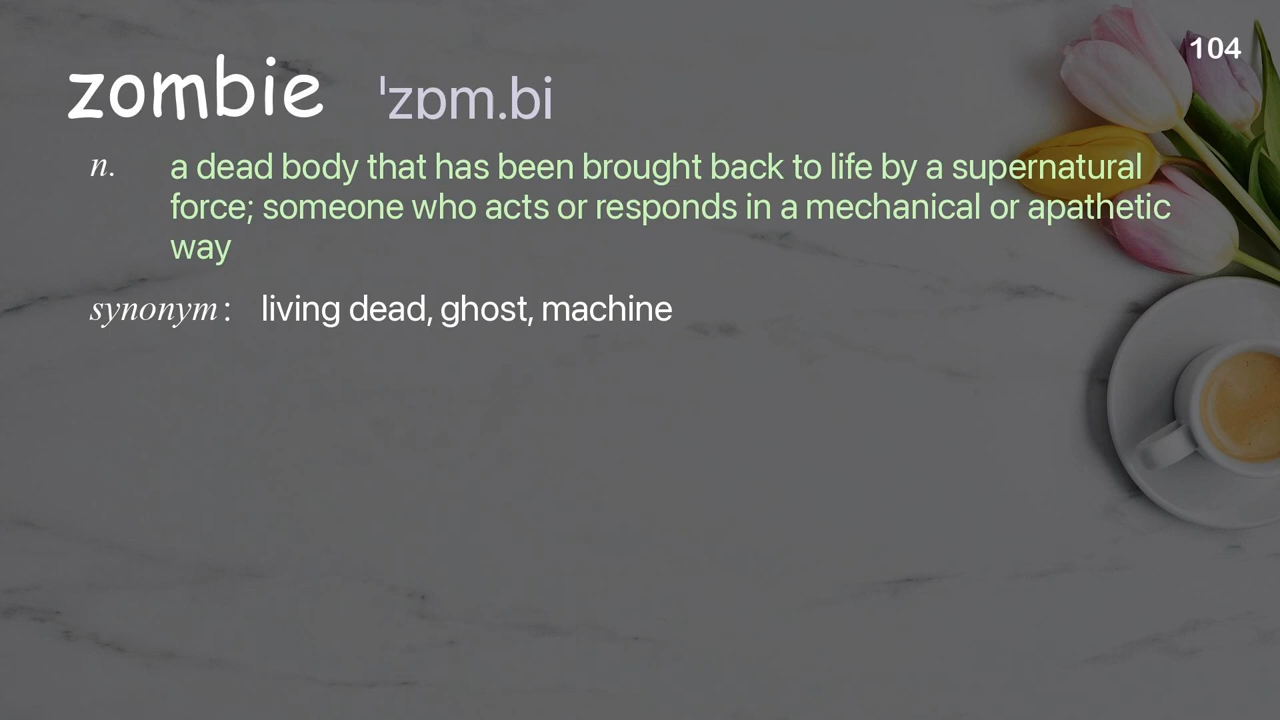 104
zombie ˈzɒm.bi
n. a dead body that has been brought back to life by a supernatural
force; someone who acts or responds in a mechanical or apathetic
way
synonym: living dead, ghost, machine